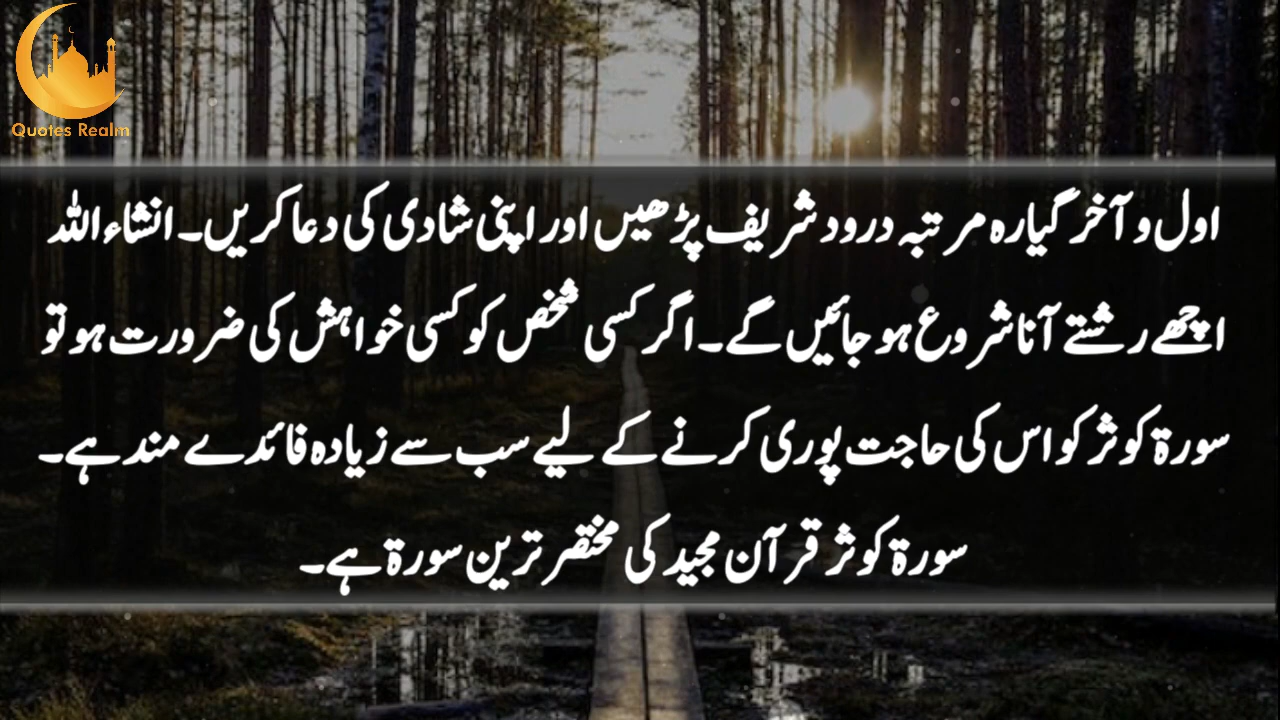 Quotes Realm
اول و آخر گیارہ مرتبہ درود شریف پڑھیں اور اپنی شادی کی دعا کریں۔ انشاء اللہ
اچھے رشتے آنا شروع ہو جائیں گے۔ اگر کسی شخص کو کسی خواہش کی ضرورت ہو تو
سورۃ کوثر کو اس کی حاجت پوری کرنے کے لیے سب سے زیادہ فائدے مند ہے۔
سورۃ کوثر قرآن مجید کی مختصر ترین سورۃ ہے۔